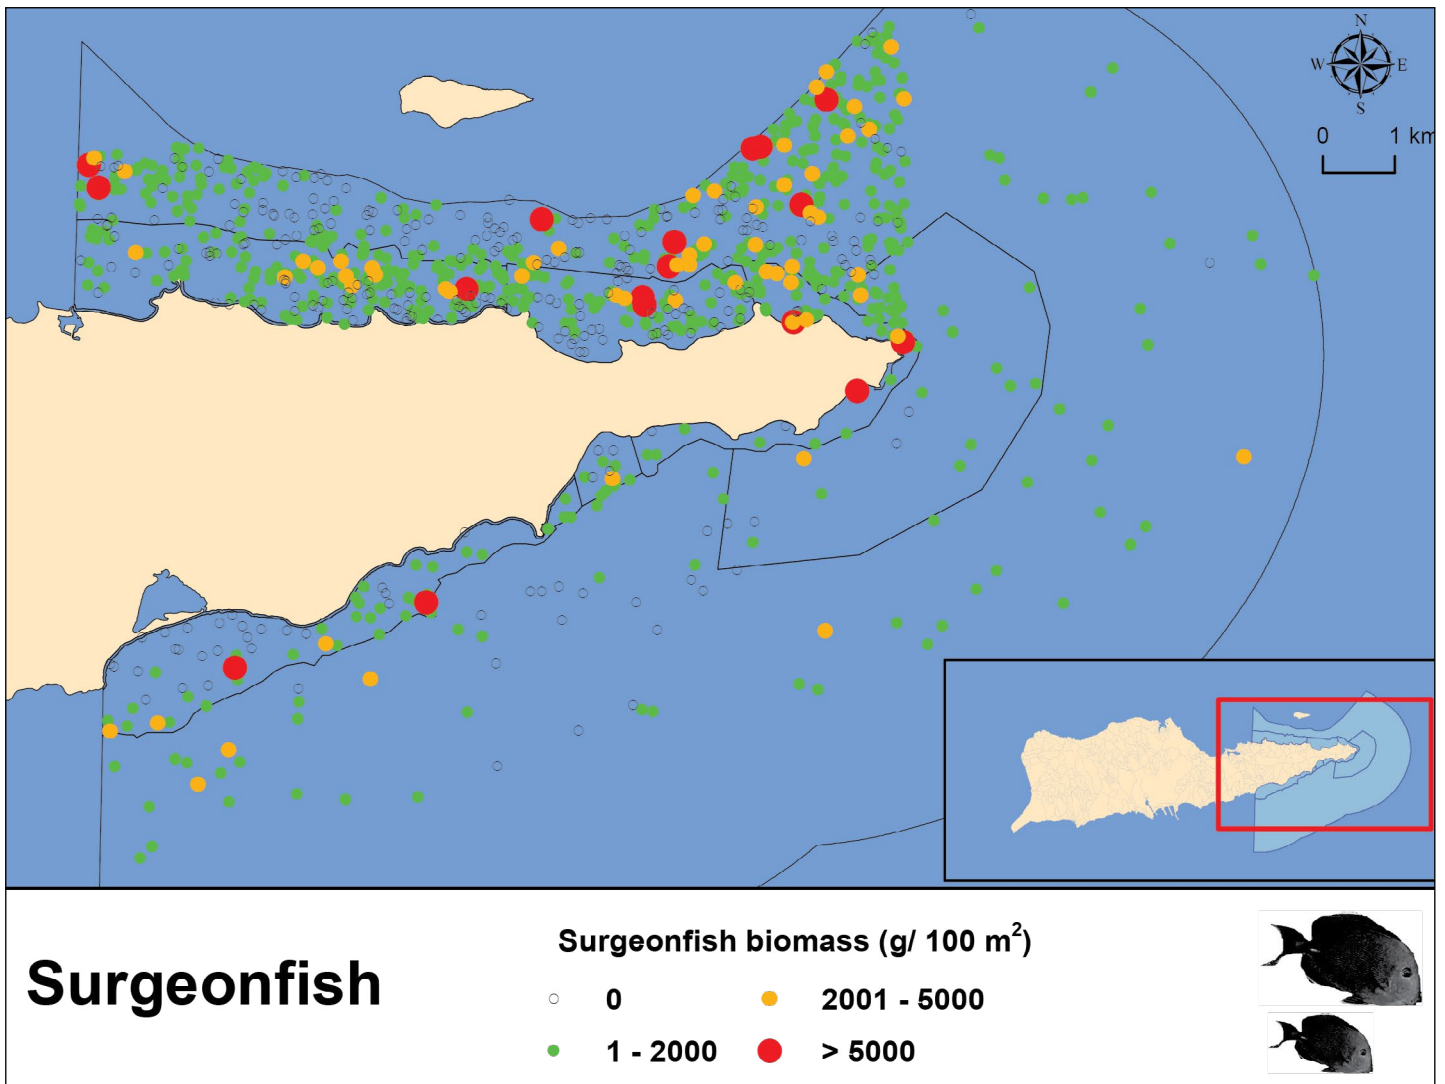 N
W E
S
0 1 km
Surgeonfish
Surgeonfish biomass (g/ 100 m²)
0
2001 - 5000
1 - 2000
> 5000